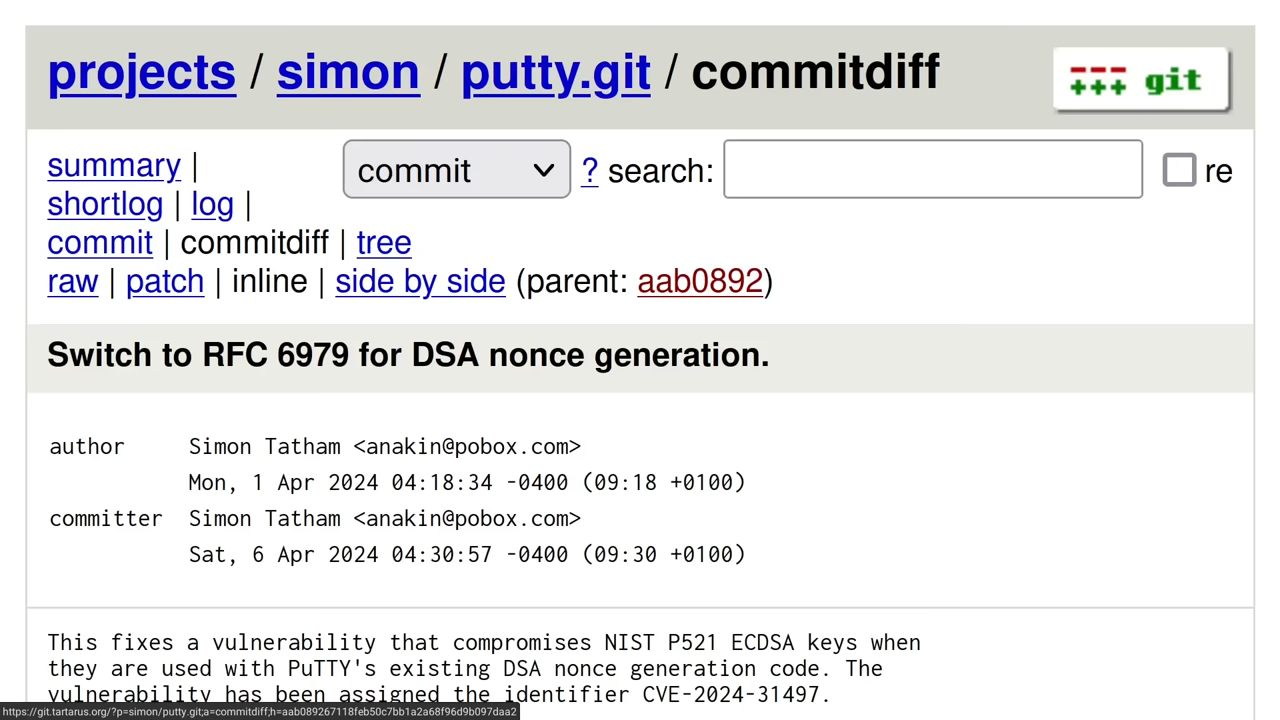 projects / simon / putty.git / commitdiff
--- +++ git
summary |
shortlog | log |
commit | commitdiff | tree
raw | patch | inline | side by side (parent: aab0892)
commit ? search: re
Switch to RFC 6979 for DSA nonce generation.
author Simon Tatham <anakin@pobox.com>
Mon, 1 Apr 2024 04:18:34 -0400 (09:18 +0100)
committer Simon Tatham <anakin@pobox.com>
Sat, 6 Apr 2024 04:30:57 -0400 (09:30 +0100)
This fixes a vulnerability that compromises NIST P521 ECDSA keys when
they are used with PuTTY's existing DSA nonce generation code. The
vulnerability has been assigned the identifier CVE-2024-31497.
https://git.tartarus.org/?p=simon/putty.git;a=commitdiff;h=aab089267118feb50c7bb1a2a68f96d9b097daa2